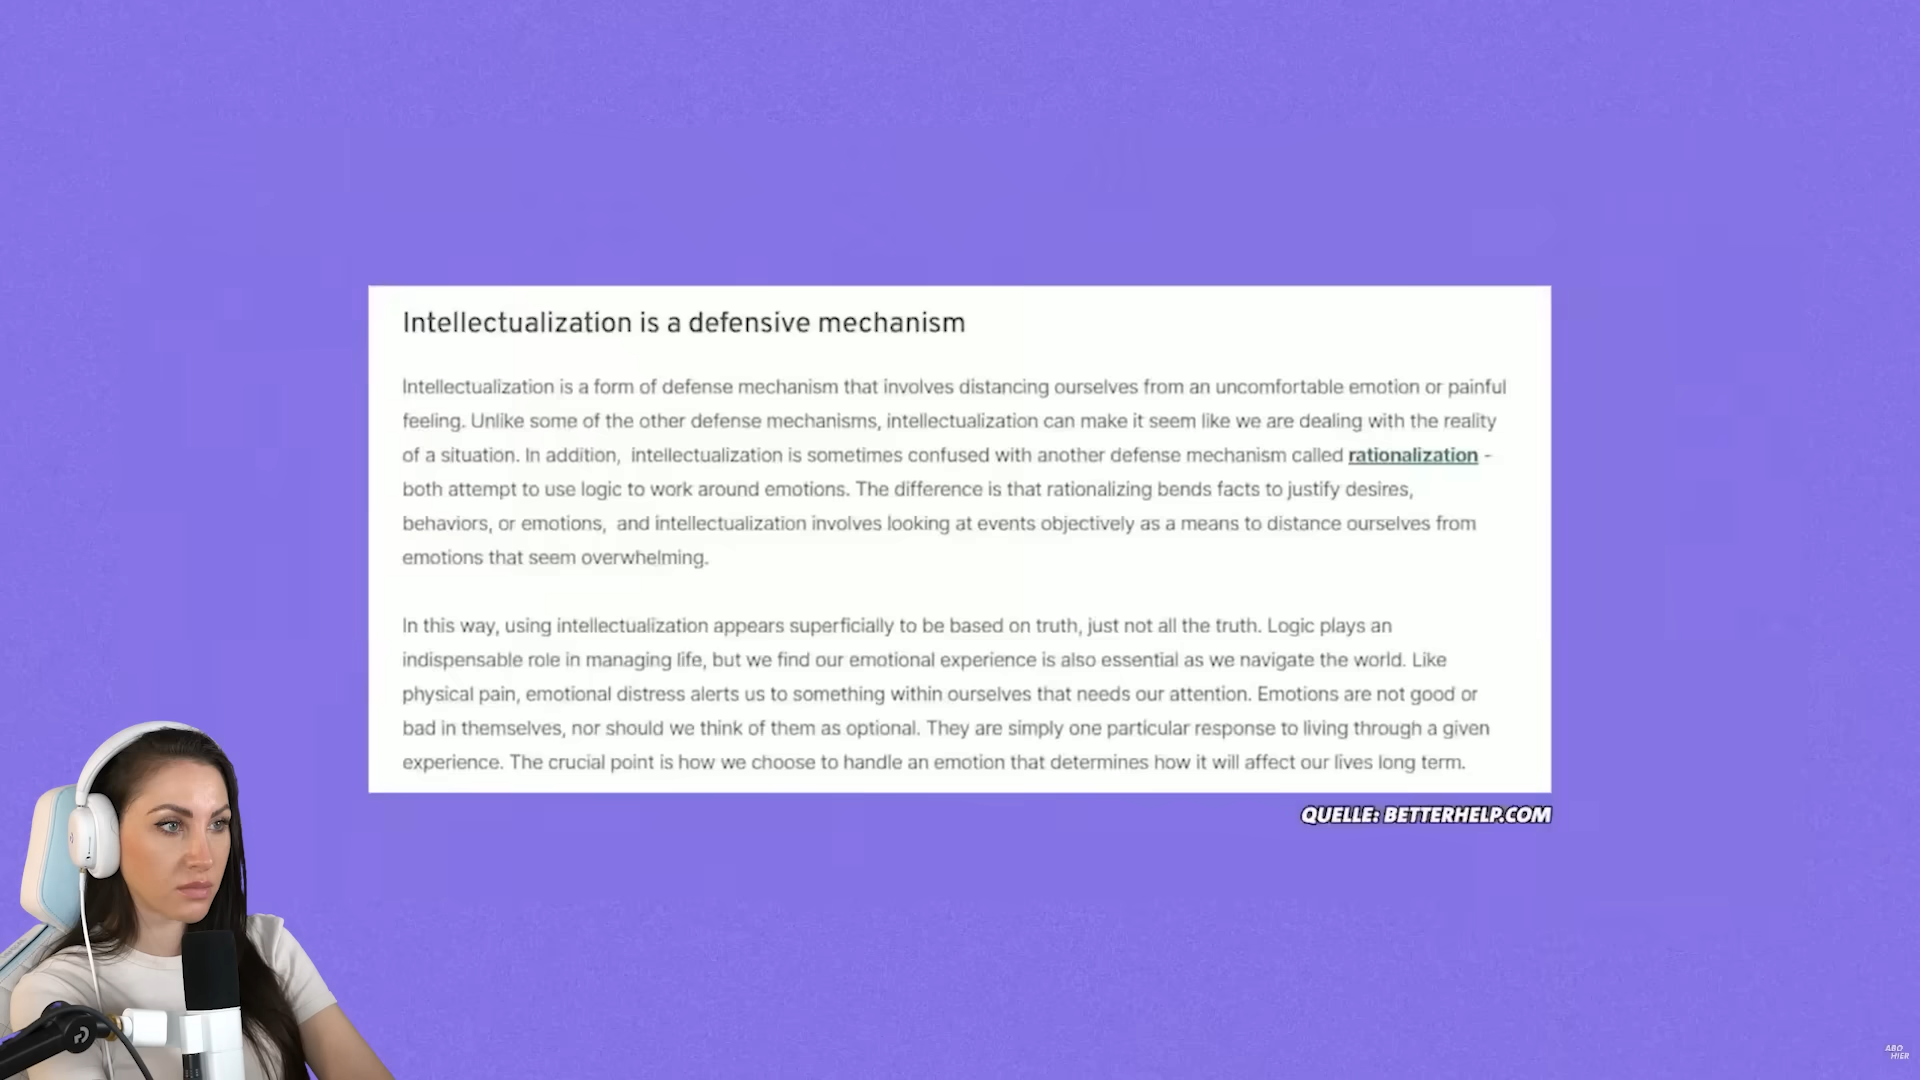 Intellectualization is a defensive mechanism
Intellectualization is a form of defense mechanism that involves distancing ourselves from an uncomfortable emotion or painful
feeling. Unlike some of the other defense mechanisms, intellectualization can make it seem like we are dealing with the reality
of a situation. In addition, intellectualization is sometimes confused with another defense mechanism called rationalization -
both attempt to use logic to work around emotions. The difference is that rationalizing bends facts to justify desires,
behaviors, or emotions, and intellectualization involves looking at events objectively as a means to distance ourselves from
emotions that seem overwhelming.
In this way, using intellectualization appears superficially to be based on truth, just not all the truth. Logic plays an
indispensable role in managing life, but we find our emotional experience is also essential as we navigate the world. Like
physical pain, emotional distress alerts us to something within ourselves that needs our attention. Emotions are not good or
bad in themselves, nor should we think of them as optional. They are simply one particular response to living through a given
experience. The crucial point is how we choose to handle an emotion that determines how it will affect our lives long term.
QUELLE: BETTERHELP.COM
ABO
HIER